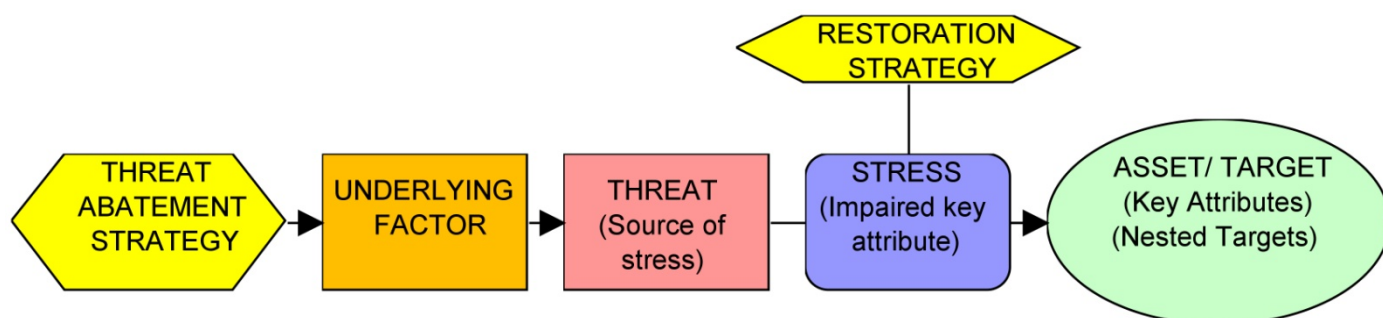 RESTORATION
STRATEGY
THREAT
ABATEMENT
STRATEGY
UNDERLYING
FACTOR
THREAT
(Source of
stress)
STRESS
(Impaired key
attribute)
ASSET/ TARGET
(Key Attributes)
(Nested Targets)